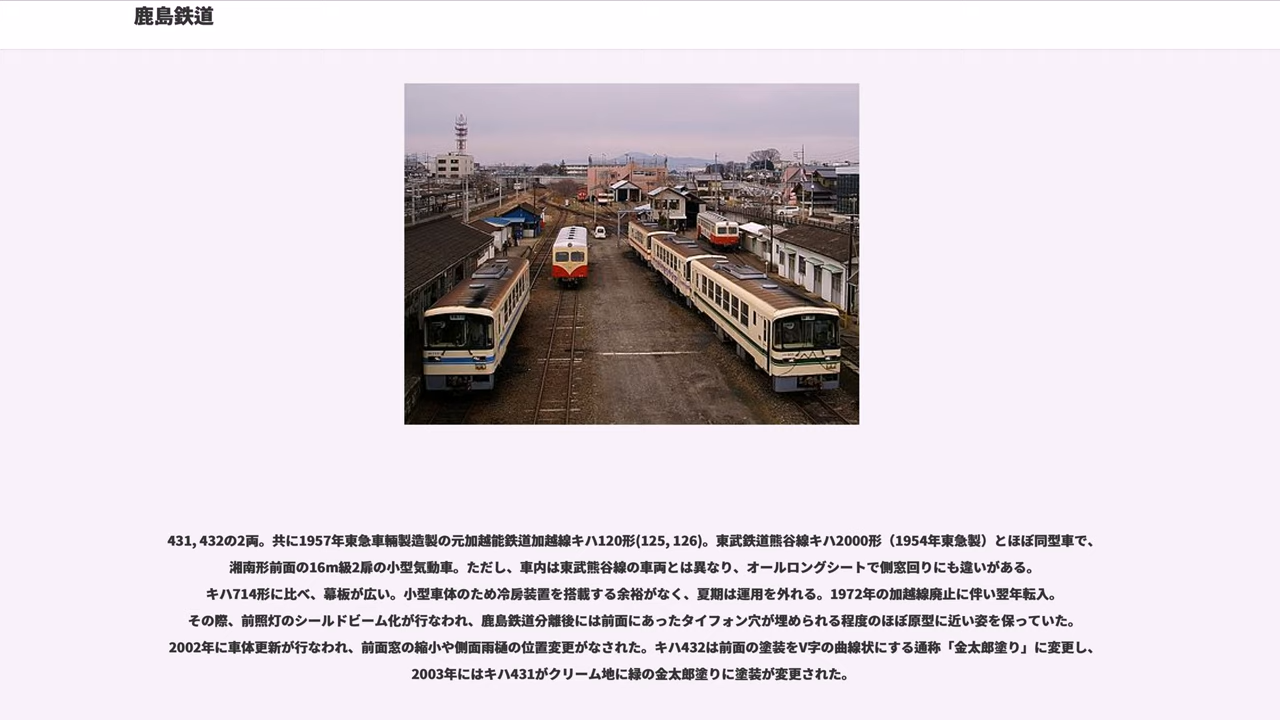 鹿島鉄道
431, 432の2両。共に1957年東急車輛製造製の元加越能鉄道加越線キハ120形(125, 126)。東武鉄道熊谷線キハ2000形（1954年東急製）とほぼ同型車で、
湘南形前面の16m級2扉の小型気動車。ただし、車内は東武熊谷線の車両とは異なり、オールロングシートで側窓回りにも違いがある。
キハ714形に比べ、幕板が広い。小型車体のため冷房装置を搭載する余裕がなく、夏期は運用を外れる。1972年の加越線廃止に伴い翌年転入。
その際、前照灯のシールドビーム化が行なわれ、鹿島鉄道分離後には前面にあったタイフォン穴が埋められる程度のほぼ原型に近い姿を保っていた。
2002年に車体更新が行なわれ、前面窓の縮小や側面雨樋の位置変更がなされた。キハ432は前面の塗装をV字の曲線状にする通称「金太郎塗り」に変更し、
2003年にはキハ431がクリーム地に緑の金太郎塗りに塗装が変更された。